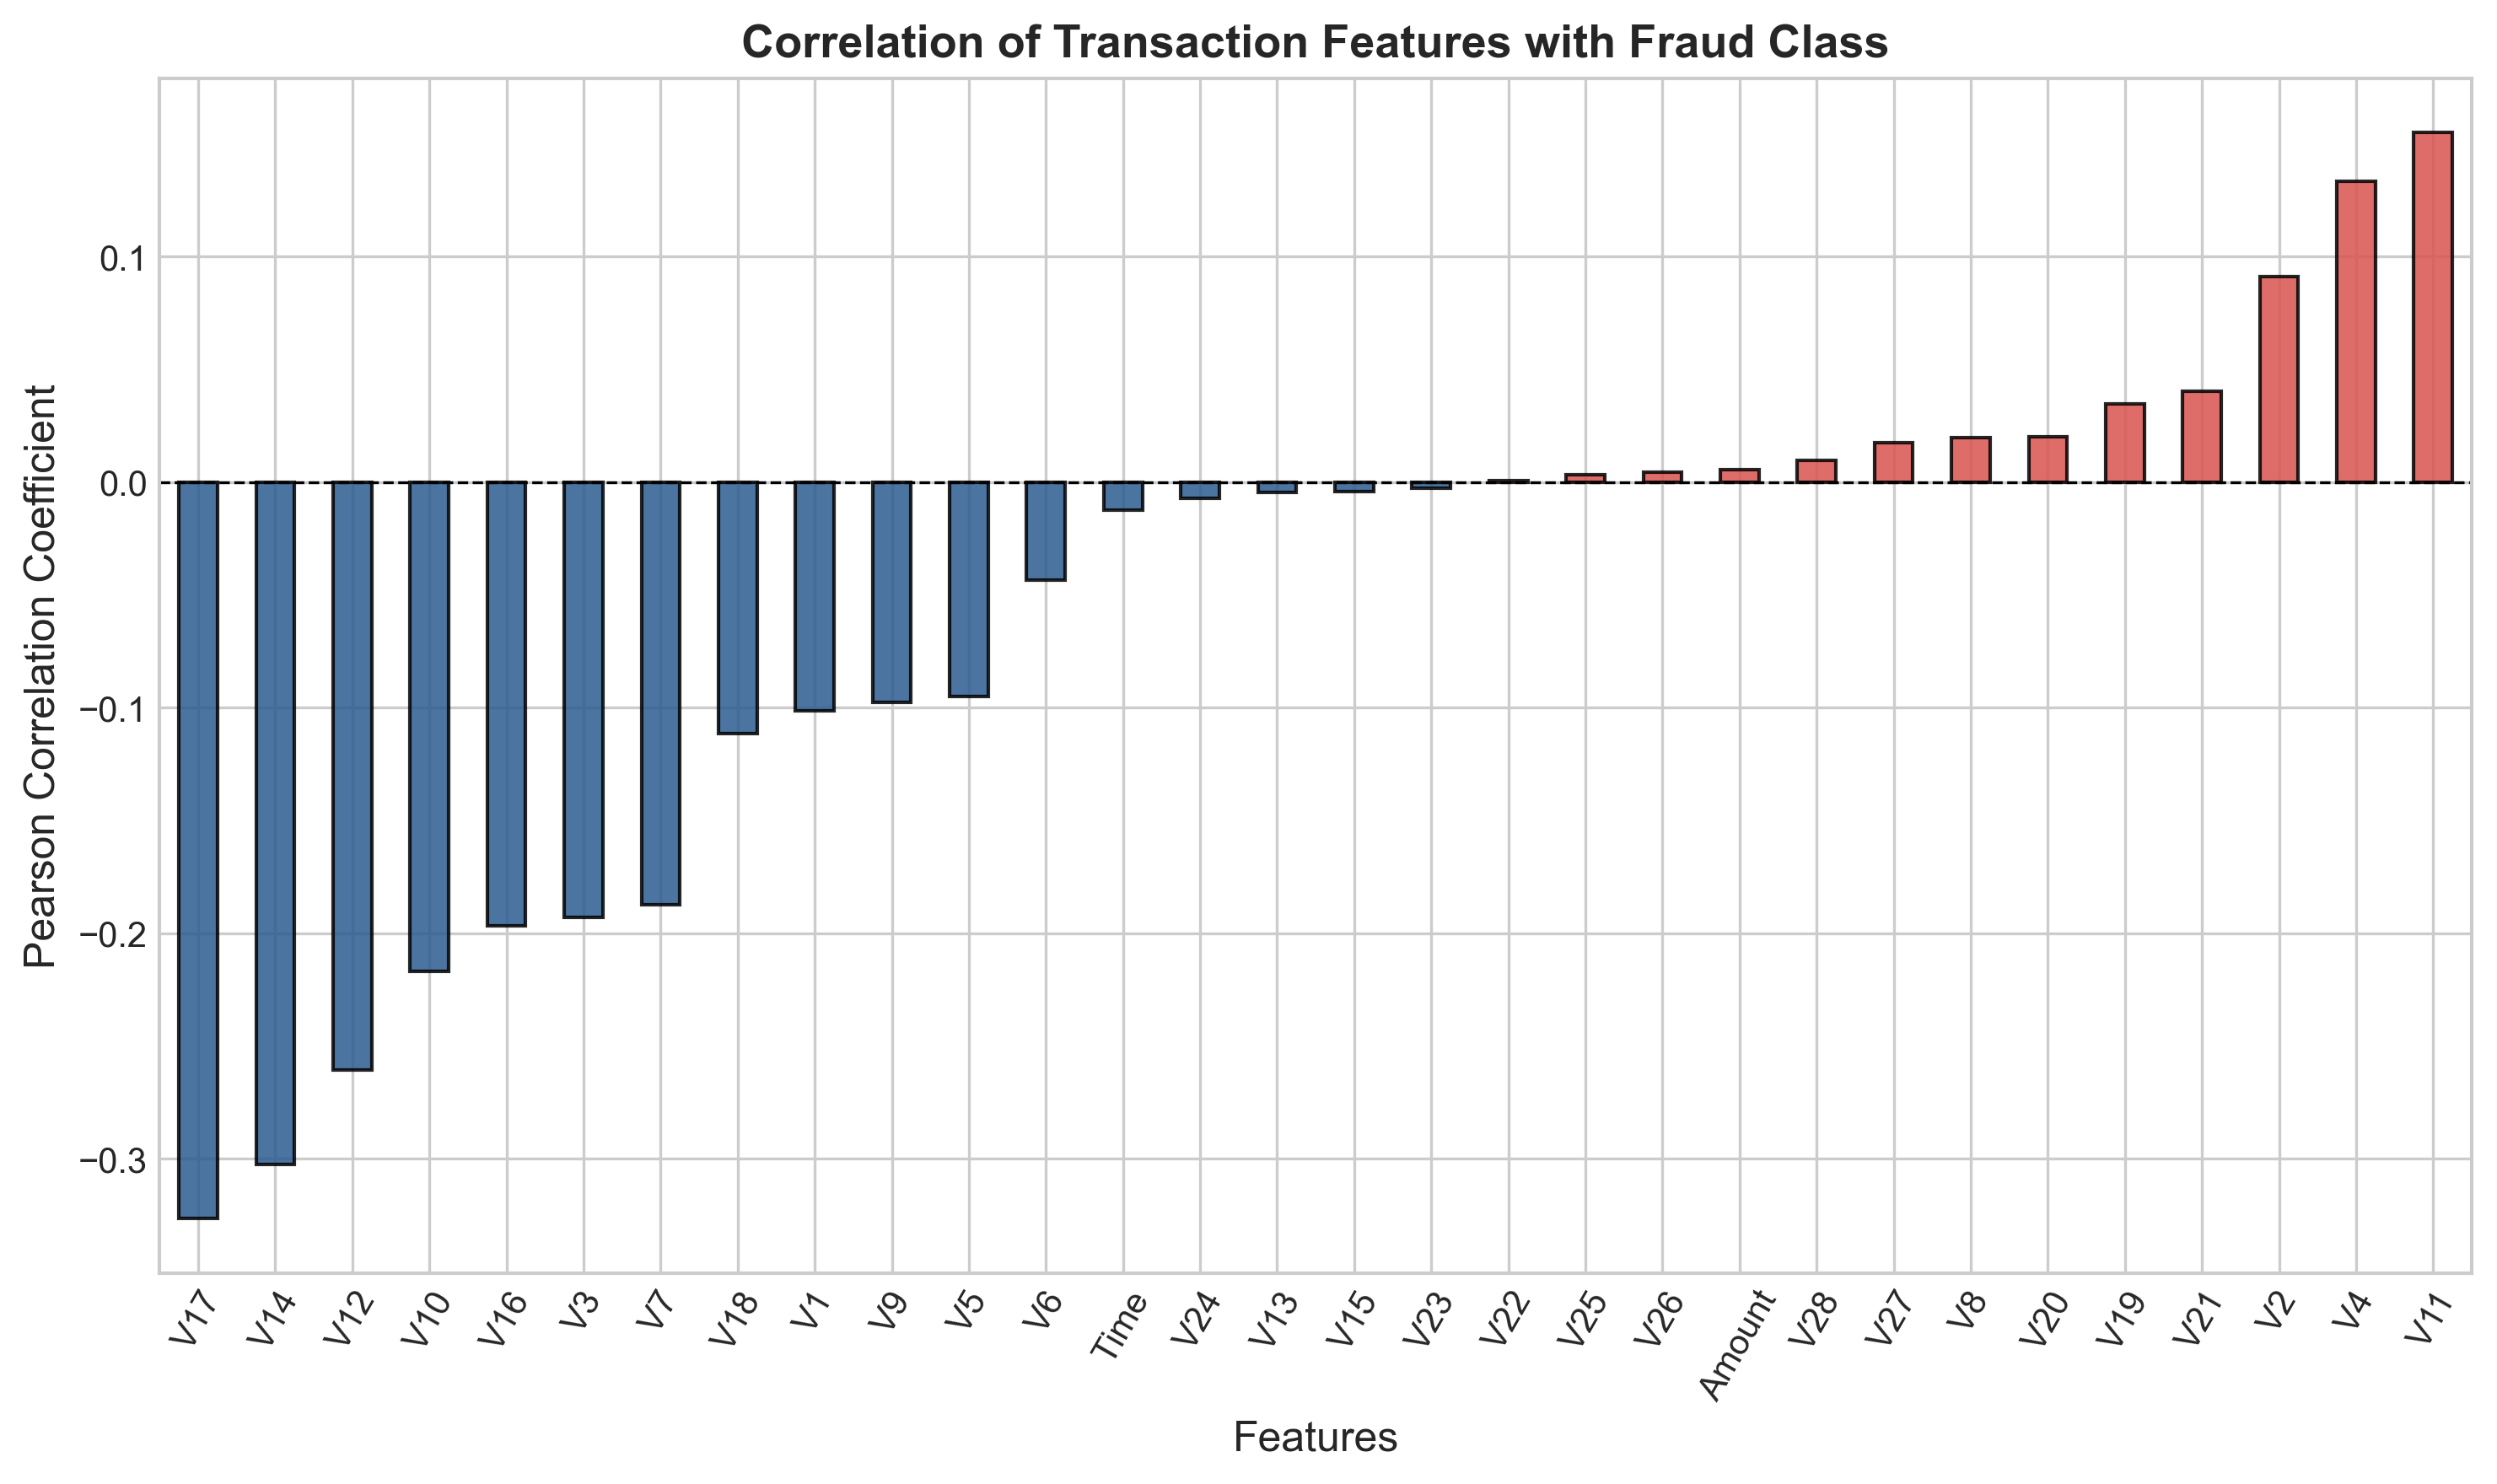 Correlation of Transaction Features with Fraud Class
Pearson Correlation Coefficient
0.1
0.0
−0.1
−0.2
−0.3
V17
V14
V12
V10
V16
V3
V7
V18
V1
V9
V5
V6
Time
V24
V13
V15
V23
V22
V25
V26
Amount
V28
V27
V8
V20
V19
V21
V2
V4
V11
Features